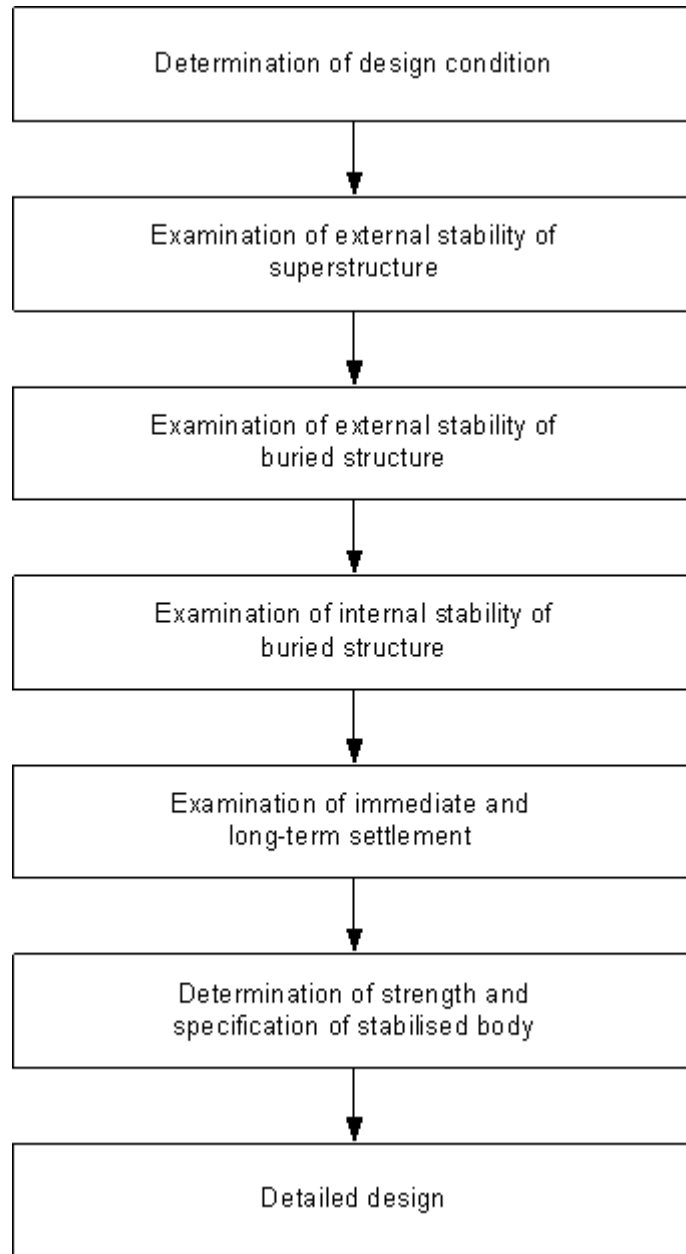 Determination of design condition
Examination of external stability of
superstructure
Examination of external stability of
buried structure
Examination of internal stability of
buried structure
Examination of immediate and
long-term settlement
Determination of strength and
specification of stabilised body
Detailed design